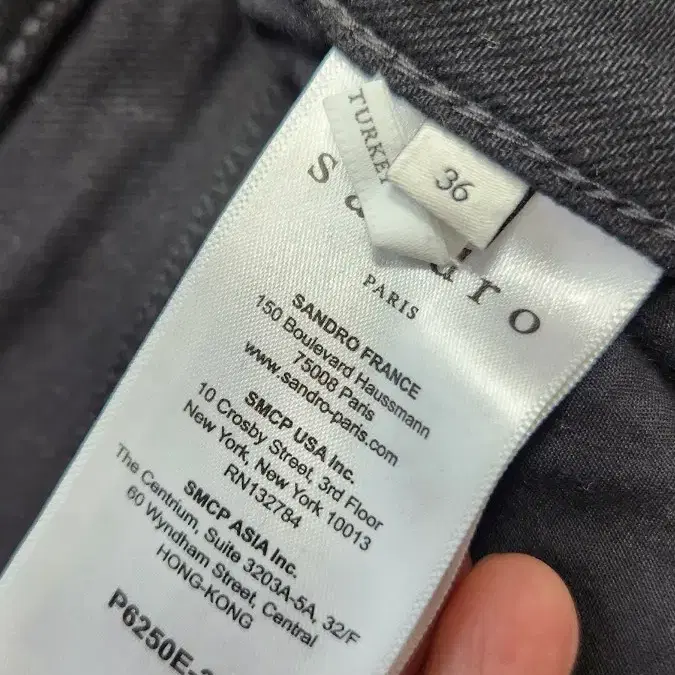 TURKEY
36
PARIS
SANDRO FRANCE
150 Boulevard Haussmann
75008 Paris
www.sandro-paris.com
SMCP USA Inc.
10 Crosby Street, 3rd Floor
New York, New York 10013
RN132784
SMCP ASIA Inc.
The Centrium, Suite 3203A-5A, 32/F
60 Wyndham Street, Central
HONG-KONG
P6250E-